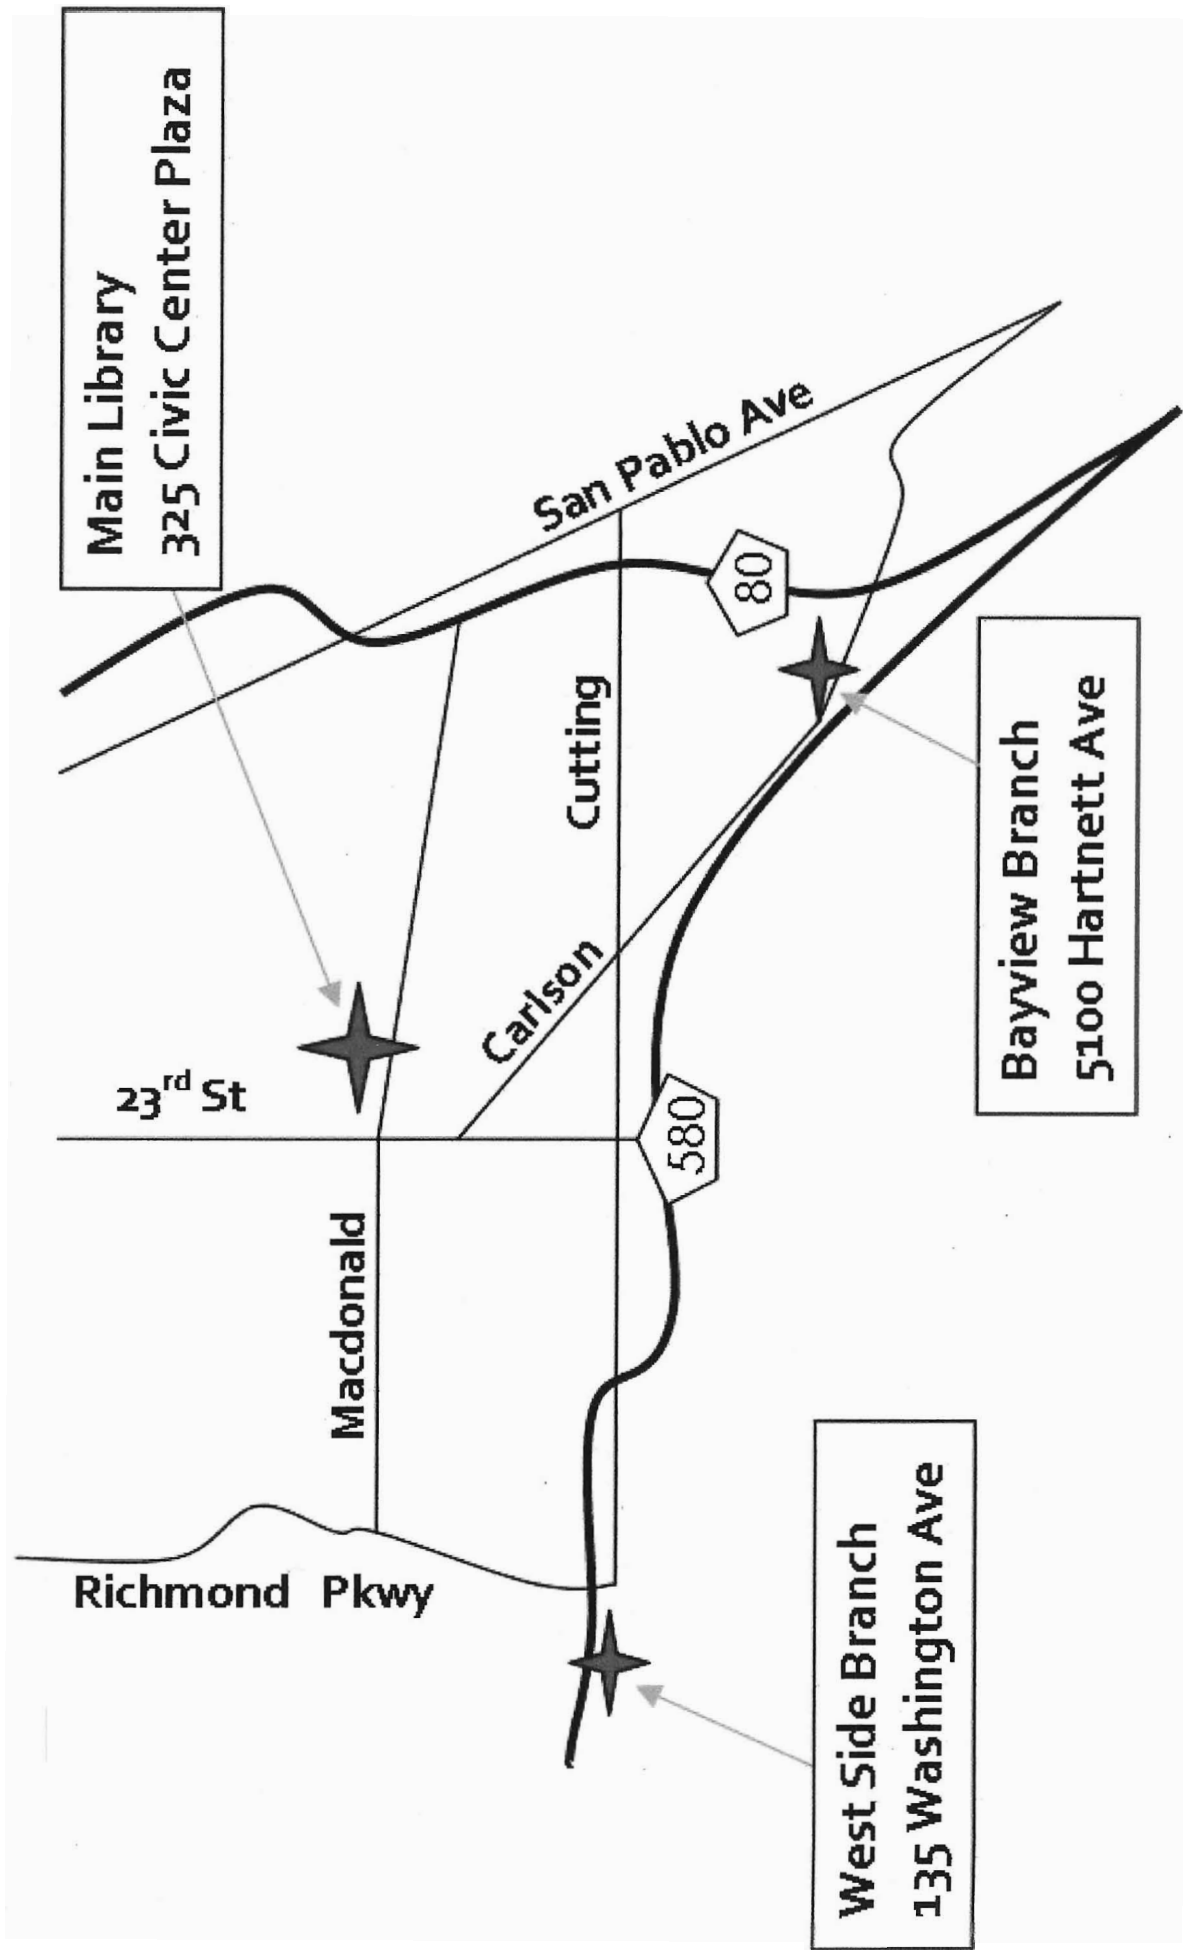 Main Library
325 Civic Center Plaza
San Pablo Ave
80
Cutting
23rd St
Carlson
580
Macdonald
Richmond Pkwy
Bayview Branch
5100 Hartnett Ave
West Side Branch
135 Washington Ave